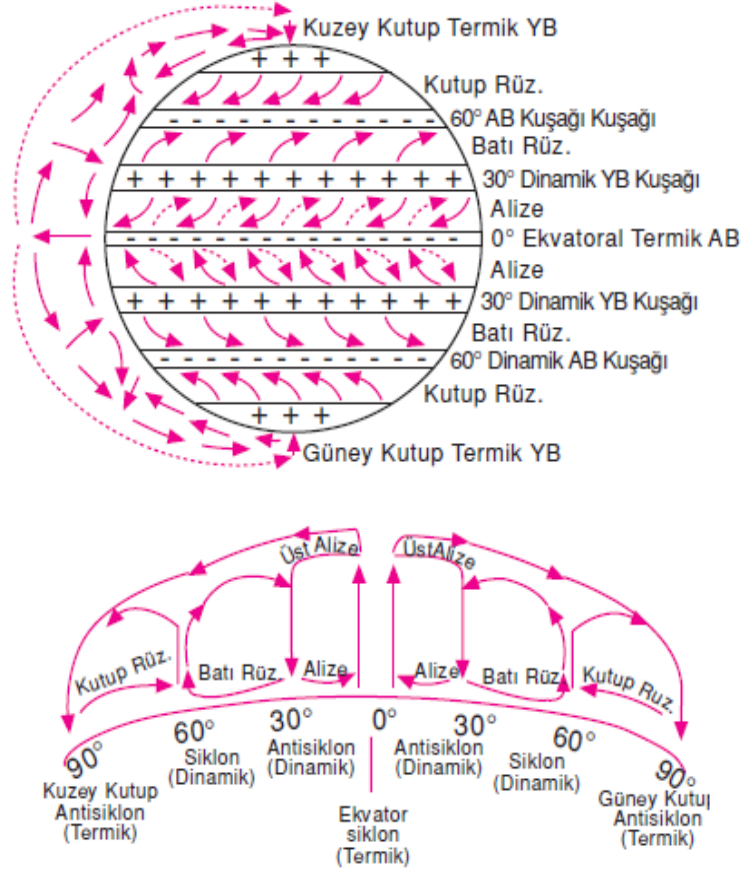 Kuzey Kutup Termik YB
+ + +
Kutup Rüz.
- - - - - - - - - - - -
60° AB Kuşağı Kuşağı
Batı Rüz.
+ + + + + + + + + + +
30° Dinamik YB Kuşağı
Alize
- - - - - - - - - - - - - -
0° Ekvatoral Termik AB
Alize
+ + + + + + + + + + +
30° Dinamik YB Kuşağı
Batı Rüz.
- - - - - - - - - - - -
60° Dinamik AB Kuşağı
Kutup Rüz.
+ + +
Güney Kutup Termik YB
Üst Alize ÜstAlize
Kutup Rüz. Batı Rüz. Alize Alize Batı Rüz. Kutup Ruz.
90° 60° 30° 0° 30° 60° 90°
Kuzey Kutup
Antisiklon
(Termik)
Siklon
(Dinamik)
Antisiklon
(Dinamik)
Ekvator
siklon
(Termik)
Antisiklon
(Dinamik)
Siklon
(Dinamik)
Güney Kutup
Antisiklon
(Termik)